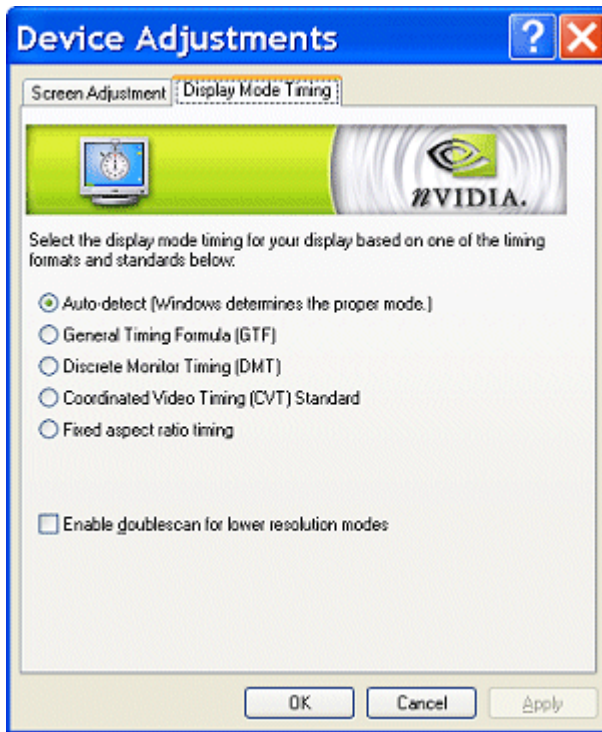 Device Adjustments
Screen Adjustment
Display Mode Timing
nVIDIA.
Select the display mode timing for your display based on one of the timing
formats and standards below:
Auto-detect (Windows determines the proper mode.)
General Timing Formula (GTF)
Discrete Monitor Timing (DMT)
Coordinated Video Timing (CVT) Standard
Fixed aspect ratio timing
Enable doublescan for lower resolution modes
OK
Cancel
Apply